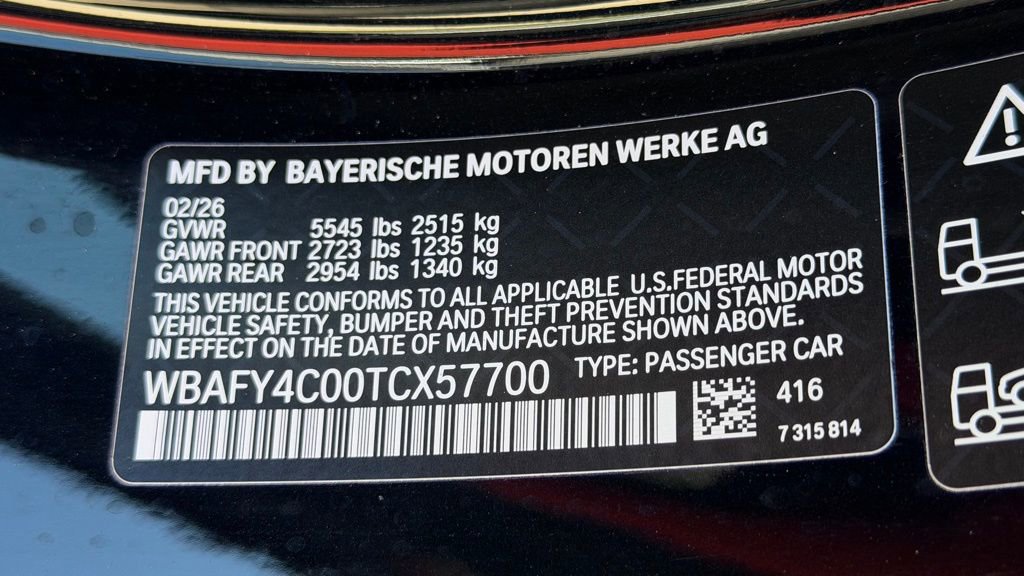 MFD BY BAYERISCHE MOTOREN WERKE AG
02/26
GVWR 5545 lbs 2515 kg
GAWR FRONT 2723 lbs 1235 kg
GAWR REAR 2954 lbs 1340 kg
THIS VEHICLE CONFORMS TO ALL APPLICABLE U.S.FEDERAL MOTOR
VEHICLE SAFETY, BUMPER AND THEFT PREVENTION STANDARDS
IN EFFECT ON THE DATE OF MANUFACTURE SHOWN ABOVE.
WBAFY4C00TCX57700 TYPE: PASSENGER CAR
416
7 315 814